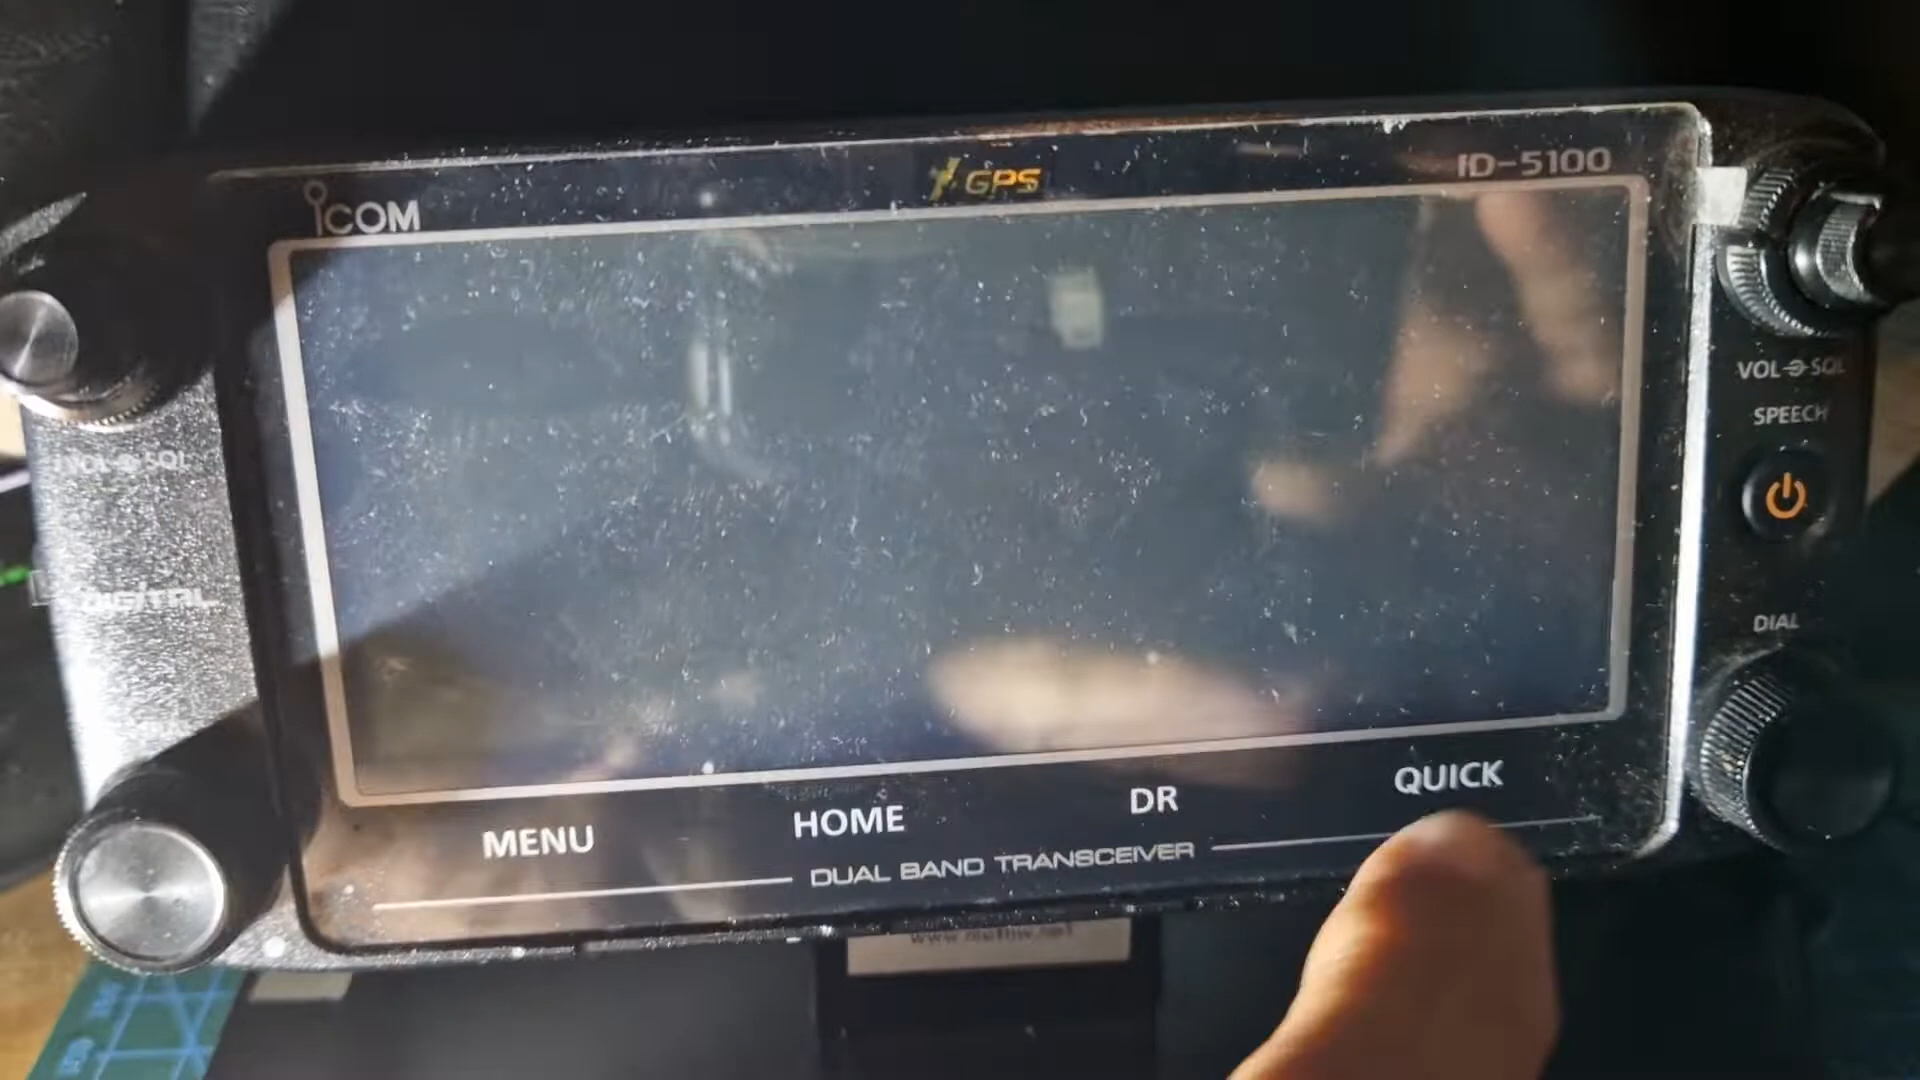 ICOM
GPS
ID-5100
VOL SQL
SPEECH
VOL SQL
DIGITAL
DIAL
MENU
HOME
DR
QUICK
DUAL BAND TRANSCEIVER